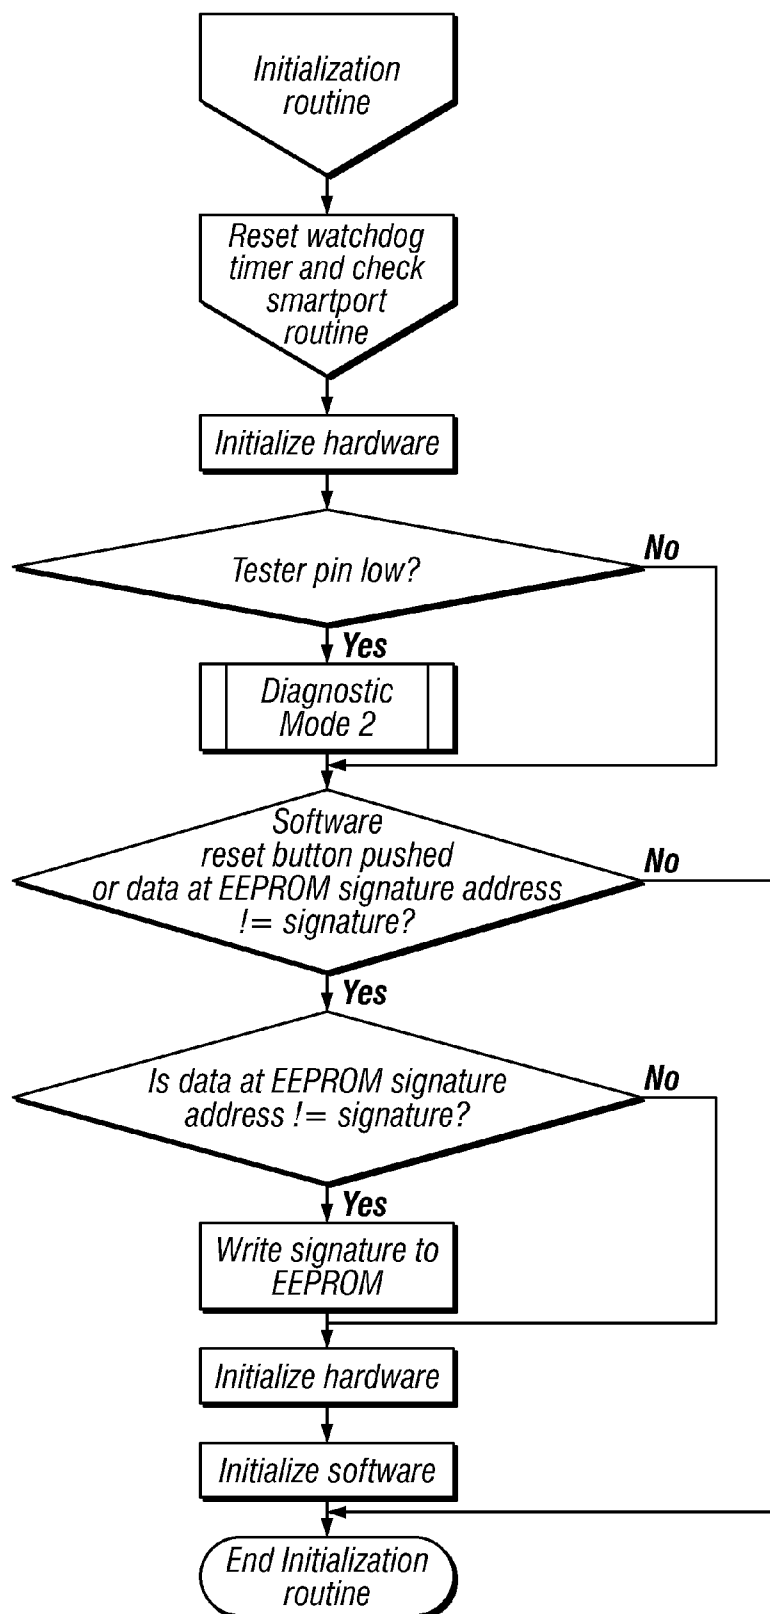 Initialization
routine
Reset watchdog
timer and check
smartport
routine
Initialize hardware
Tester pin low?
No
Yes
Diagnostic
Mode 2
Software
reset button pushed
or data at EEPROM signature address
!= signature?
No
Yes
Is data at EEPROM signature
address != signature?
No
Yes
Write signature to
EEPROM
Initialize hardware
Initialize software
End Initialization
routine